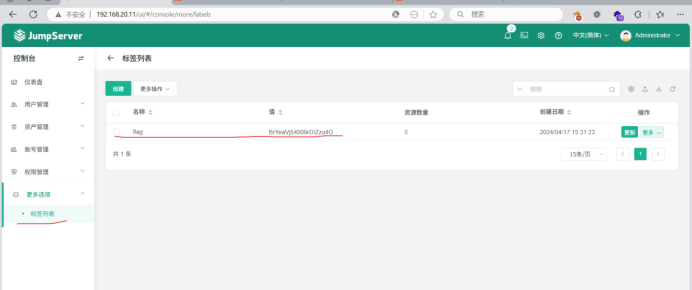 不安全 192.168.20.11/ui/#/console/more/labels
搜索
JumpServer
2
中文(简体) Administrator
控制台
标签列表
仪表盘
用户管理
资产管理
账号管理
权限管理
更多选项
标签列表
创建 更多操作 搜索
名称 值 资源数量 创建日期 操作
flag 0 2024/04/17 15:31:23 更新 更多
共 1 条 15条/页 1